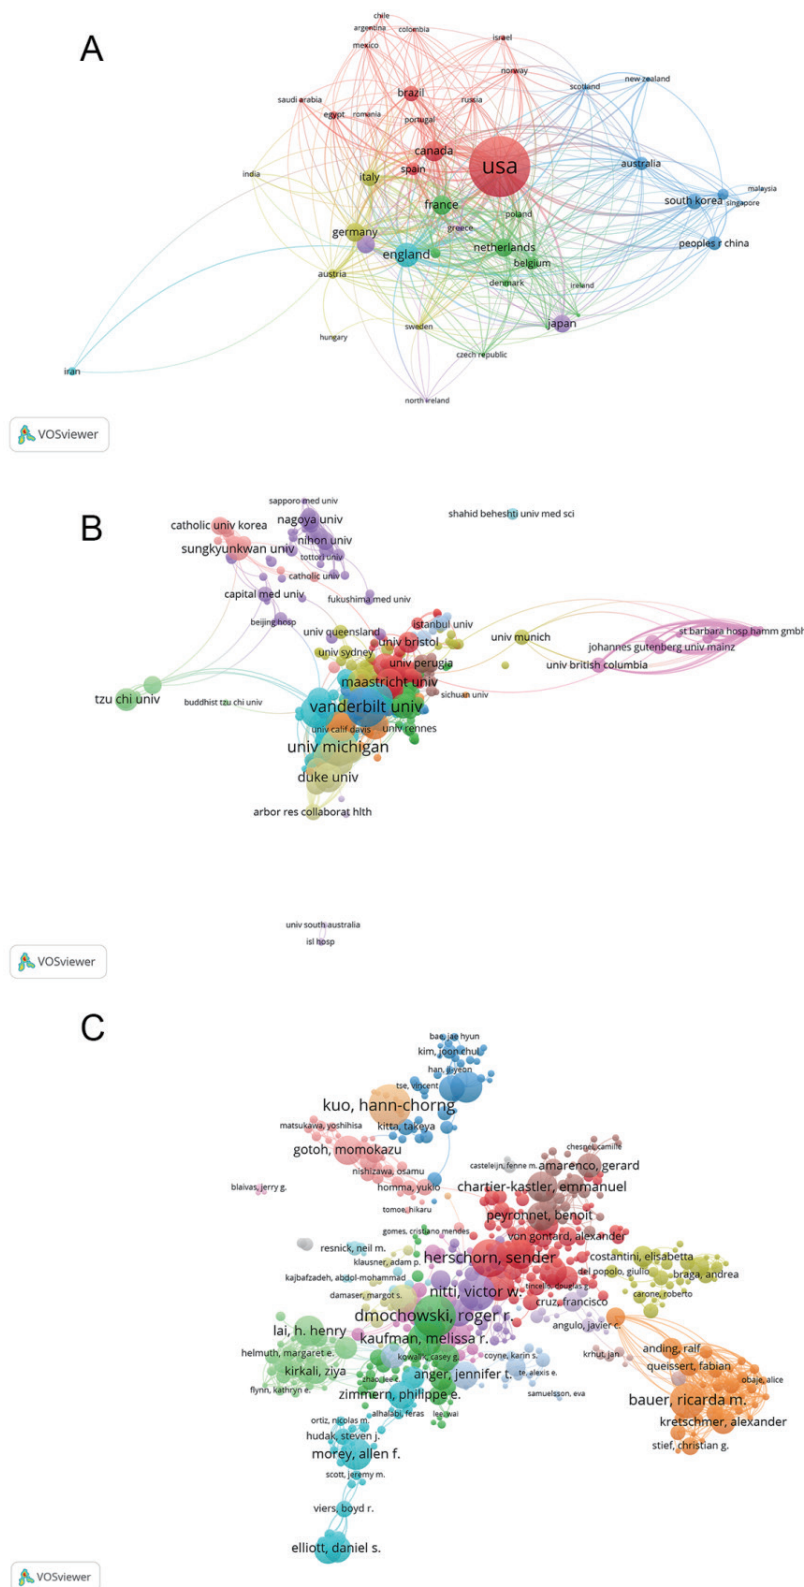 A
chile
argentina
colombia
mexico
israel
norway
scotland
new zealand
saudi arabia
brazil
egypt
romania
russia
portugal
canada
usa
australia
india
italy
spain
malaysia
south korea
singapore
france
poland
germany
greece
netherlands
peoples r china
england
belgium
austria
denmark
ireland
japan
hungary
sweden
czech republic
iran
north ireland
VOSviewer
B
sapporo med univ
shahid beheshti univ med sci
catholic univ korea
nagoya univ
sungkyunkwan univ
nihon univ
tottori univ
catholic univ
capital med univ
fukushima med univ
beijing hosp
istanbul univ
univ queensland
univ bristol
univ munich
st barbara hosp hamm gmbh
univ sydney
johannes gutenberg univ mainz
univ perugia
univ british columbia
maastricht univ
tzu chi univ
buddhist tzu chi univ
sichuan univ
vanderbilt univ
univ calif davis
univ rennes
univ michigan
duke univ
arbor res collaborat hlth
univ south australia
isl hosp
VOSviewer
C
bae, jae hyun
kim, joon chul
han, ji-yeon
tse, vincent
kuo, hann-chorng
matsukawa, yoshihisa
kitta, takeya
gotoh, momokazu
chesnel, camille
nishizawa, osamu
casteleijn, fenne m.
amarenco, gerard
blaivas, jerry g.
homma, yukio
chartier-kastler, emmanuel
tomoe, hikaru
peyronnet, benoit
gomes, cristiano mendes
von gontard, alexander
resnick, neil m.
klausner, adam p.
herschorn, sender
costantini, elisabetta
kajbafzadeh, abdol-mohammad
del popolo, giulio
braga, andrea
damaser, margot s.
nitti, victor w.
tincello, douglas g.
carone, roberto
cruz, francisco
dmochowski, roger r.
angulo, javier c.
lai, h. henry
kaufman, melissa r.
helmuth, margaret e.
kowalik, casey g.
coyne, karin s.
krhut, jan
anding, ralf
kirkali, ziya
zhao, lee c.
anger, jennifer t.
te, alexis e.
queissert, fabian
flynn, kathryn e.
zimmern, philippe e.
samuelsson, eva
obaje, alice
bauer, ricarda m.
ortiz, nicolas m.
alhalabi, feras
lee, wai
hudak, steven j.
kretschmer, alexander
morey, allen f.
stief, christian g.
scott, jeremy m.
viers, boyd r.
elliott, daniel s.
VOSviewer